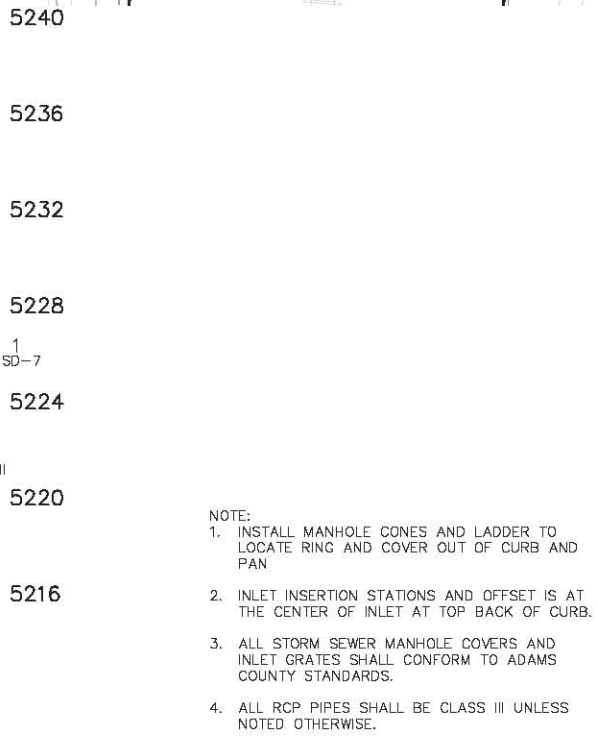 5240
5236
5232
5228
1
SD-7
5224
II
5220
NOTE:
1. INSTALL MANHOLE CONES AND LADDER TO
LOCATE RING AND COVER OUT OF CURB AND
PAN
5216
2. INLET INSERTION STATIONS AND OFFSET IS AT
THE CENTER OF INLET AT TOP BACK OF CURB.
3. ALL STORM SEWER MANHOLE COVERS AND
INLET GRATES SHALL CONFORM TO ADAMS
COUNTY STANDARDS.
4. ALL RCP PIPES SHALL BE CLASS III UNLESS
NOTED OTHERWISE.